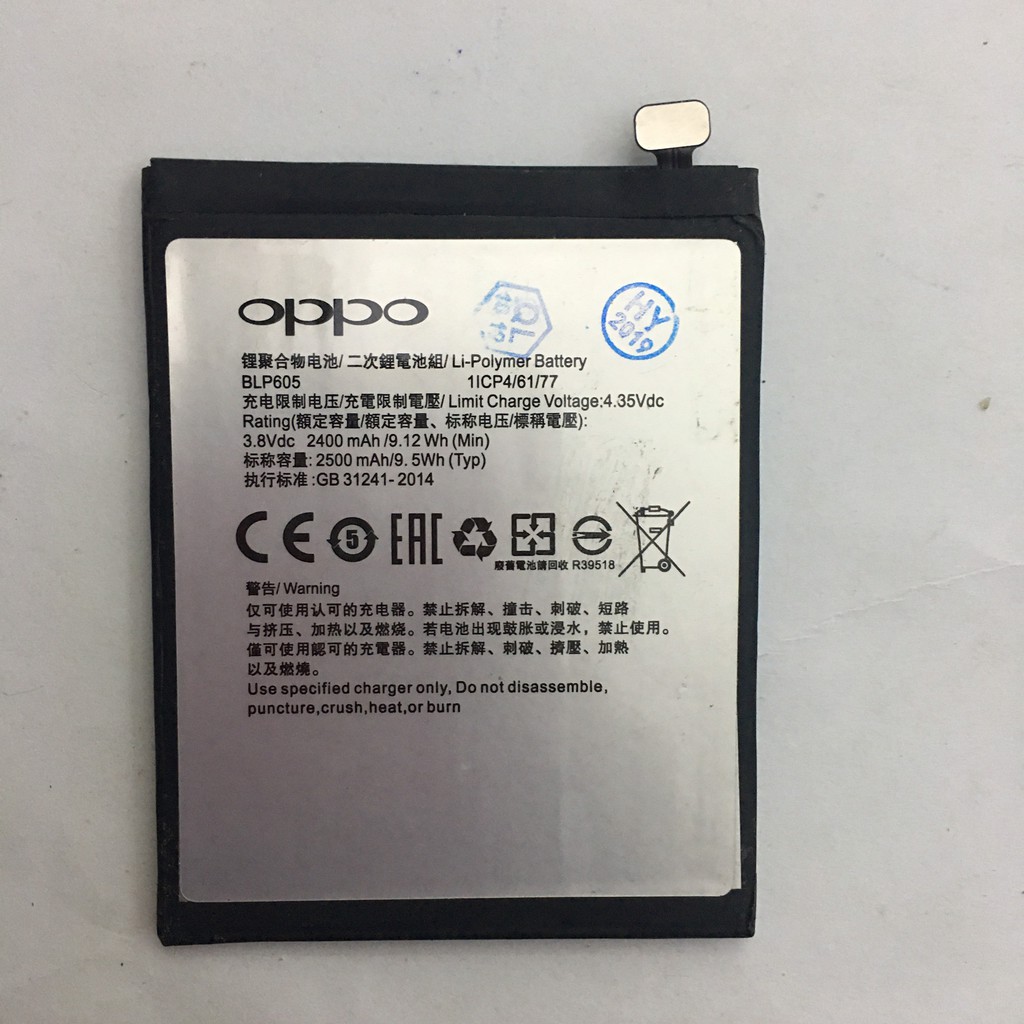 oppo
HY
2019
锂聚合物电池/ 二次鋰電池組/ Li-Polymer Battery
BLP605 1ICP4/61/77
充电限制电压/充電限制電壓/ Limit Charge Voltage:4.35Vdc
Rating(額定容量/額定容量、标称电压/標稱電壓):
3.8Vdc 2400 mAh /9.12 Wh (Min)
标称容量: 2500 mAh/9.5Wh (Typ)
执行标准 :GB 31241- 2014
CE 5 EAC
廢舊電池請回收 R39518
警告/ Warning
仅可使用认可的充电器。禁止拆解、撞击、刺破、短路
与挤压、加热以及燃烧。若电池出现鼓胀或浸水，禁止使用。
僅可使用認可的充電器。禁止拆解、刺破、擠壓、加熱
以及燃燒。
Use specified charger only, Do not disassemble,
puncture,crush,heat,or burn